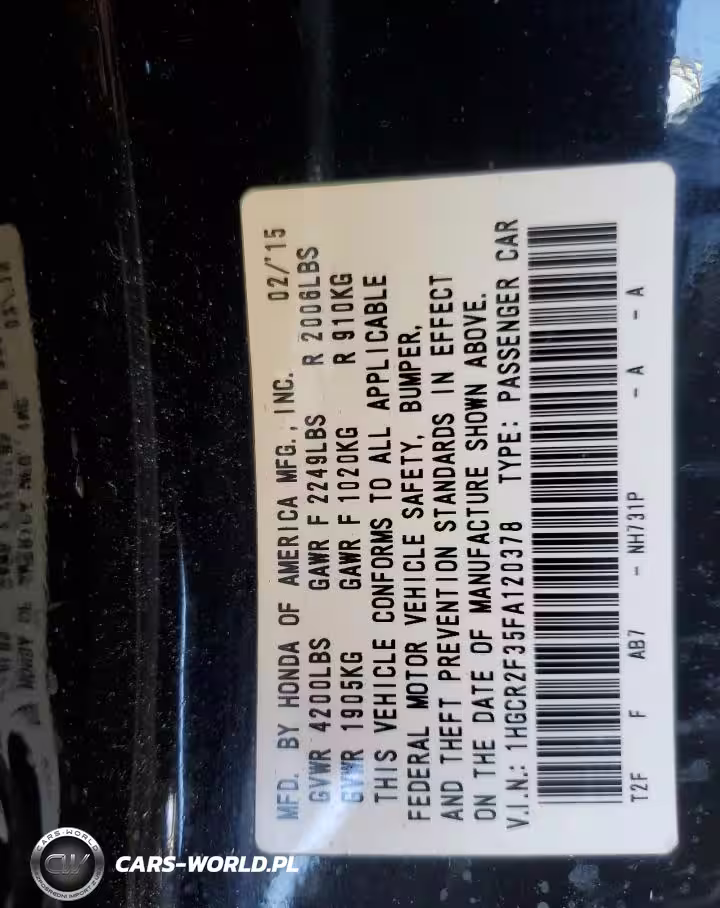 MFD. BY HONDA OF AMERICA MFG., INC. 02/'15
GVWR 4200LBS GAWR F 2249LBS R 2006LBS
GVWR 1905KG GAWR F 1020KG R 910KG
THIS VEHICLE CONFORMS TO ALL APPLICABLE
FEDERAL MOTOR VEHICLE SAFETY, BUMPER,
AND THEFT PREVENTION STANDARDS IN EFFECT
ON THE DATE OF MANUFACTURE SHOWN ABOVE.
V.I.N.: 1HGCR2F35FA120378 TYPE: PASSENGER CAR
T2F F AB7 - NH731P - A - A
CARS-WORLD
CARS-WORLD.PL